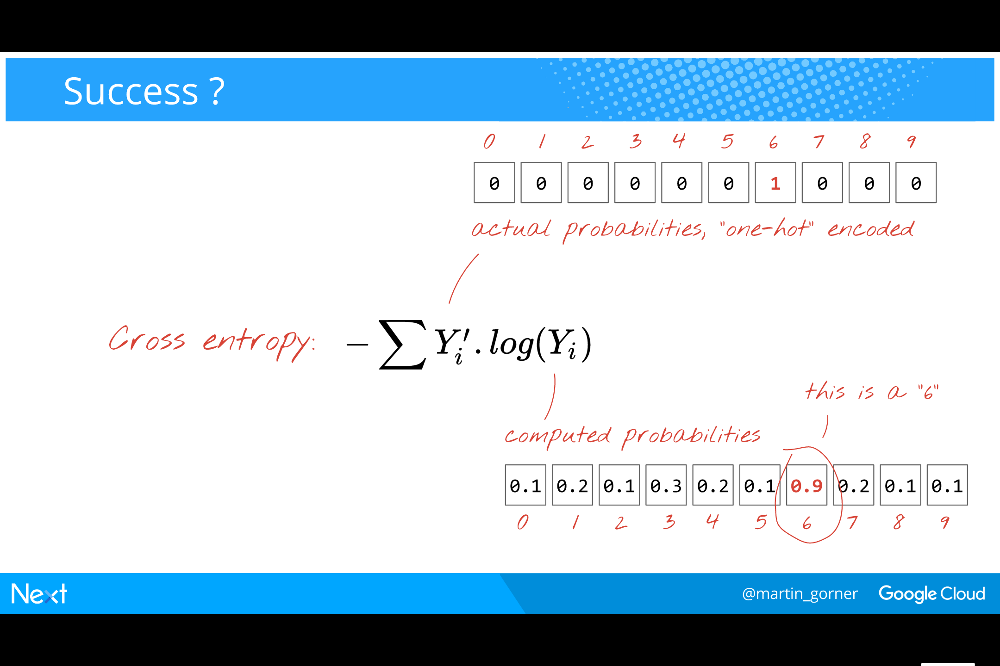 Success ?
0 1 2 3 4 5 6 7 8 9
0 0 0 0 0 0 1 0 0 0
actual probabilities, "one-hot" encoded
Cross entropy: − ∑ Y′ᵢ . log(Yᵢ)
this is a "6"
computed probabilities
0.1 0.2 0.1 0.3 0.2 0.1 0.9 0.2 0.1 0.1
0 1 2 3 4 5 6 7 8 9
Next @martin_gorner Google Cloud